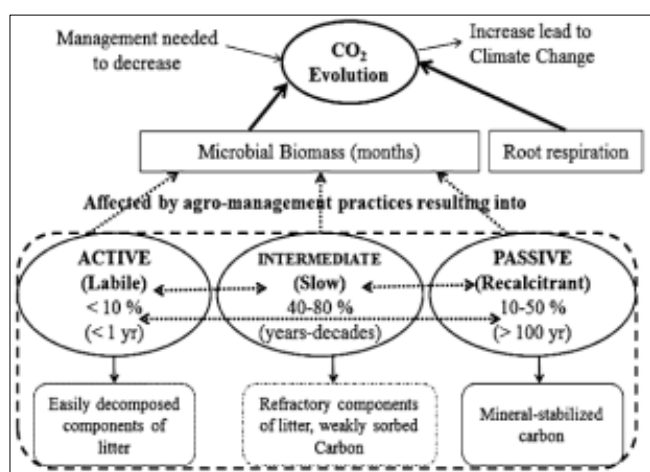 Management needed
to decrease
CO₂
Evolution
Increase lead to
Climate Change
Microbial Biomass (months)
Root respiration
Affected by agro-management practices resulting into
ACTIVE
(Labile)
< 10 %
(< 1 yr)
INTERMEDIATE
(Slow)
40-80 %
(years-decades)
PASSIVE
(Recalcitrant)
10-50 %
(> 100 yr)
Easily decomposed
components of
litter
Refractory components
of litter, weakly sorbed
Carbon
Mineral-stabilized
carbon